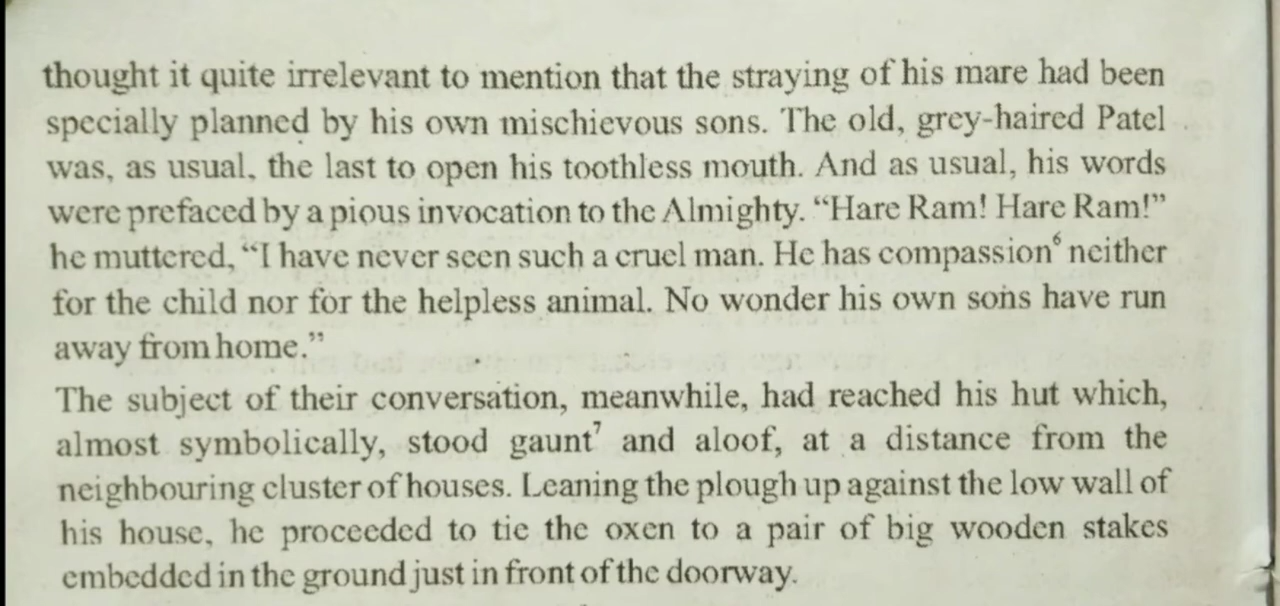 thought it quite irrelevant to mention that the straying of his mare had been
specially planned by his own mischievous sons. The old, grey-haired Patel
was, as usual, the last to open his toothless mouth. And as usual, his words
were prefaced by a pious invocation to the Almighty. “Hare Ram! Hare Ram!”
he muttered, “I have never seen such a cruel man. He has compassion⁶ neither
for the child nor for the helpless animal. No wonder his own sons have run
away from home.”
The subject of their conversation, meanwhile, had reached his hut which,
almost symbolically, stood gaunt⁷ and aloof, at a distance from the
neighbouring cluster of houses. Leaning the plough up against the low wall of
his house, he proceeded to tie the oxen to a pair of big wooden stakes
embedded in the ground just in front of the doorway.